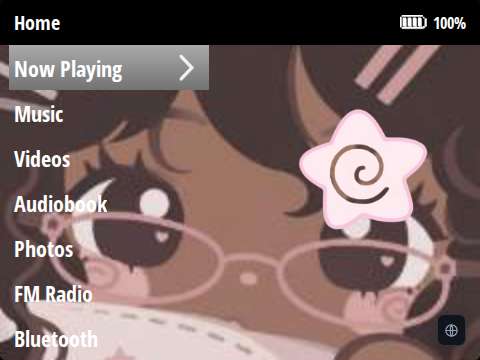 Home
100%
Now Playing
Music
Videos
Audiobook
Photos
FM Radio
Bluetooth